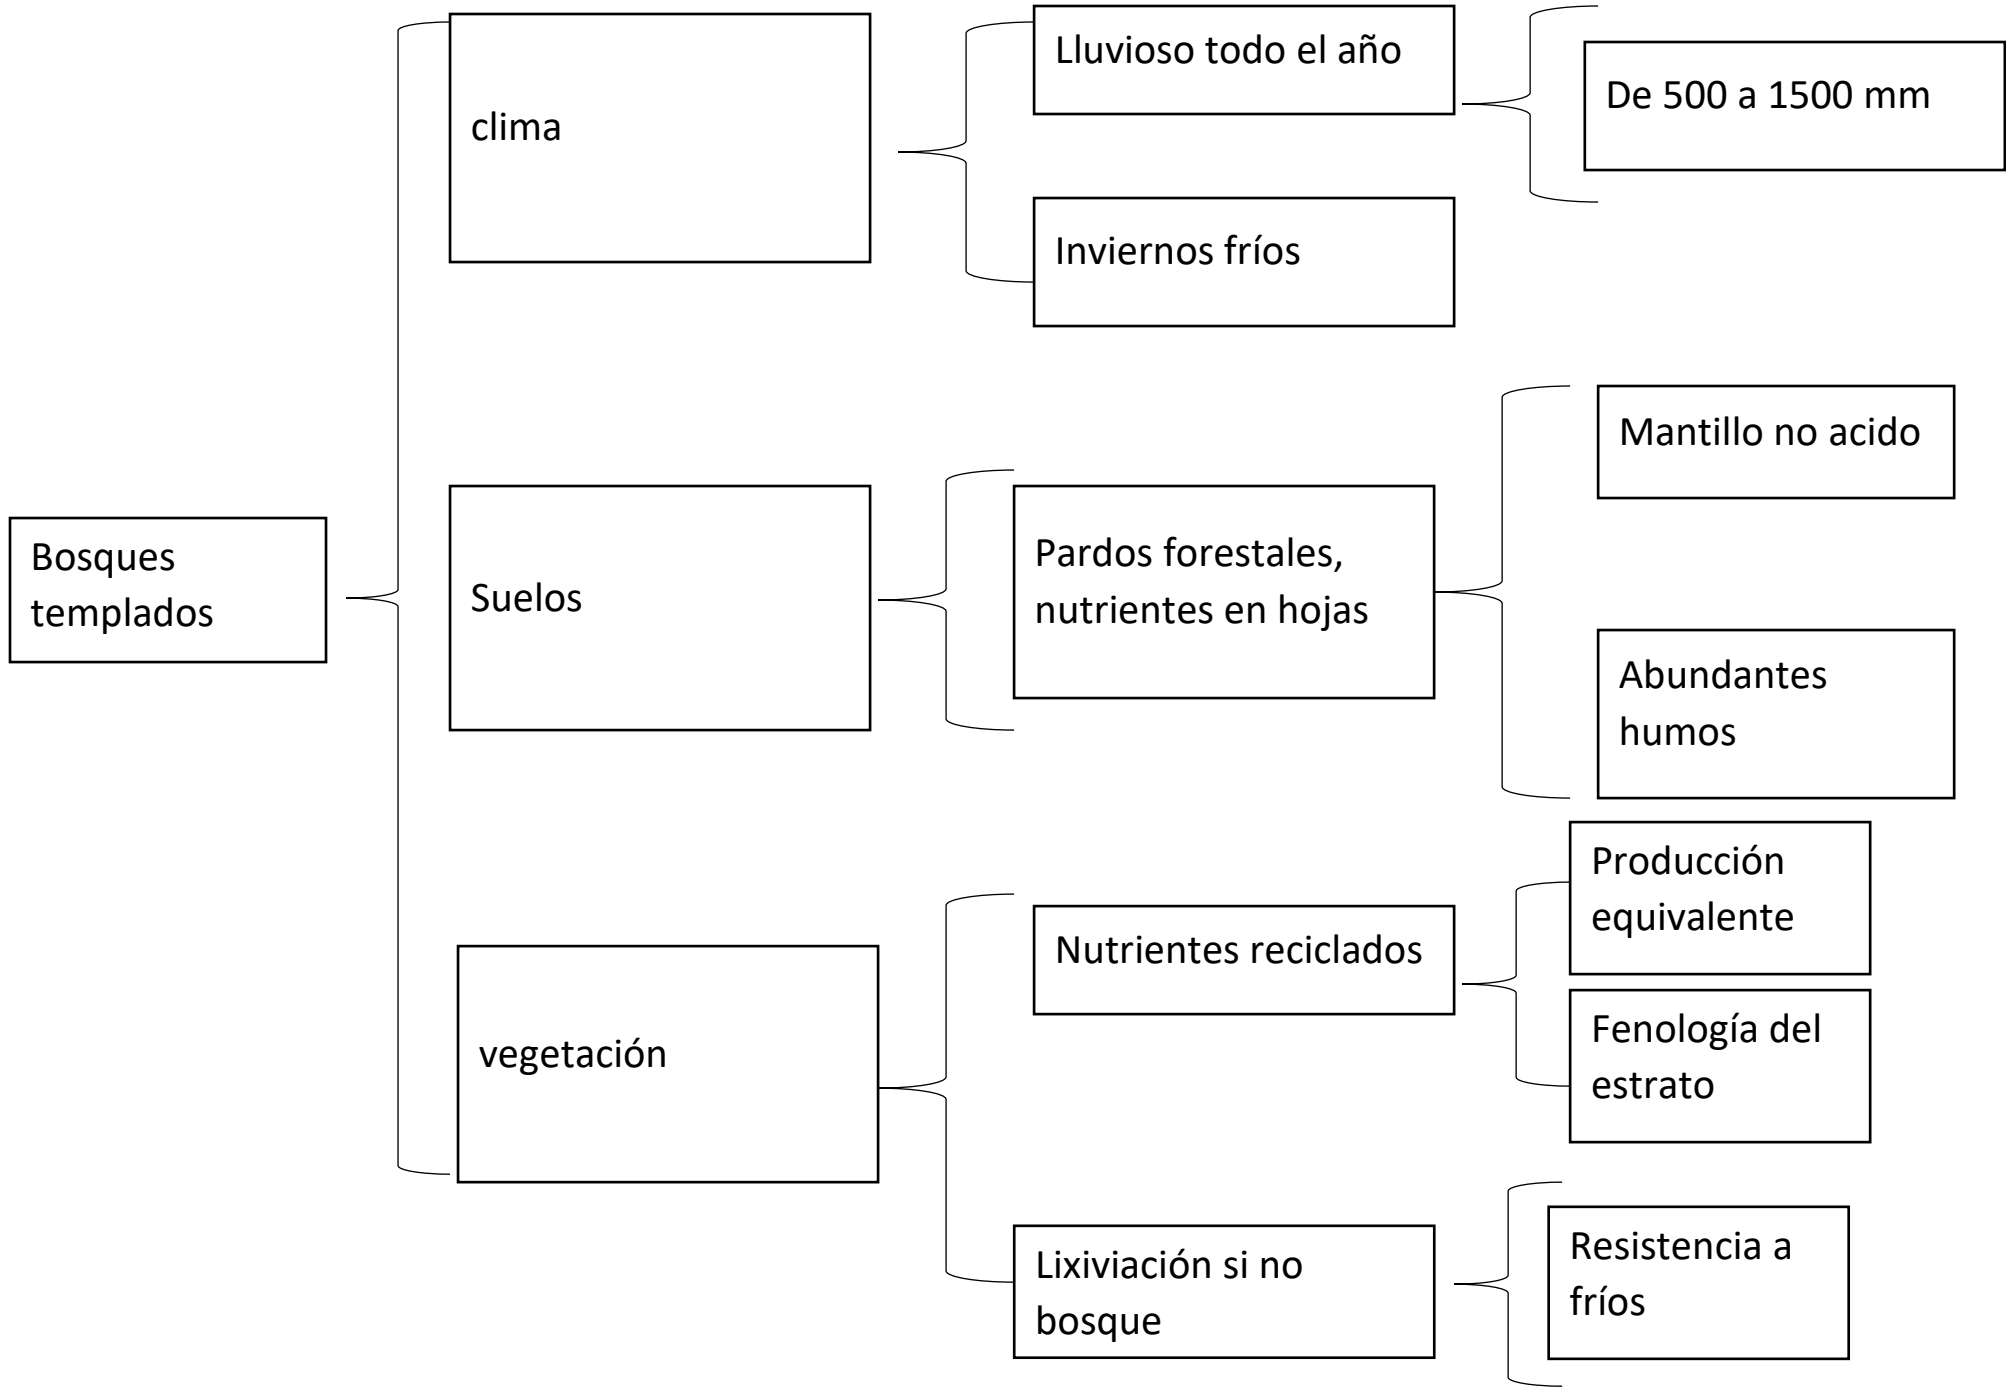 Bosques
templados
clima
Lluvioso todo el año
De 500 a 1500 mm
Inviernos fríos
Suelos
Pardos forestales,
nutrientes en hojas
Mantillo no acido
Abundantes
humos
vegetación
Nutrientes reciclados
Producción
equivalente
Fenología del
estrato
Lixiviación si no
bosque
Resistencia a
fríos